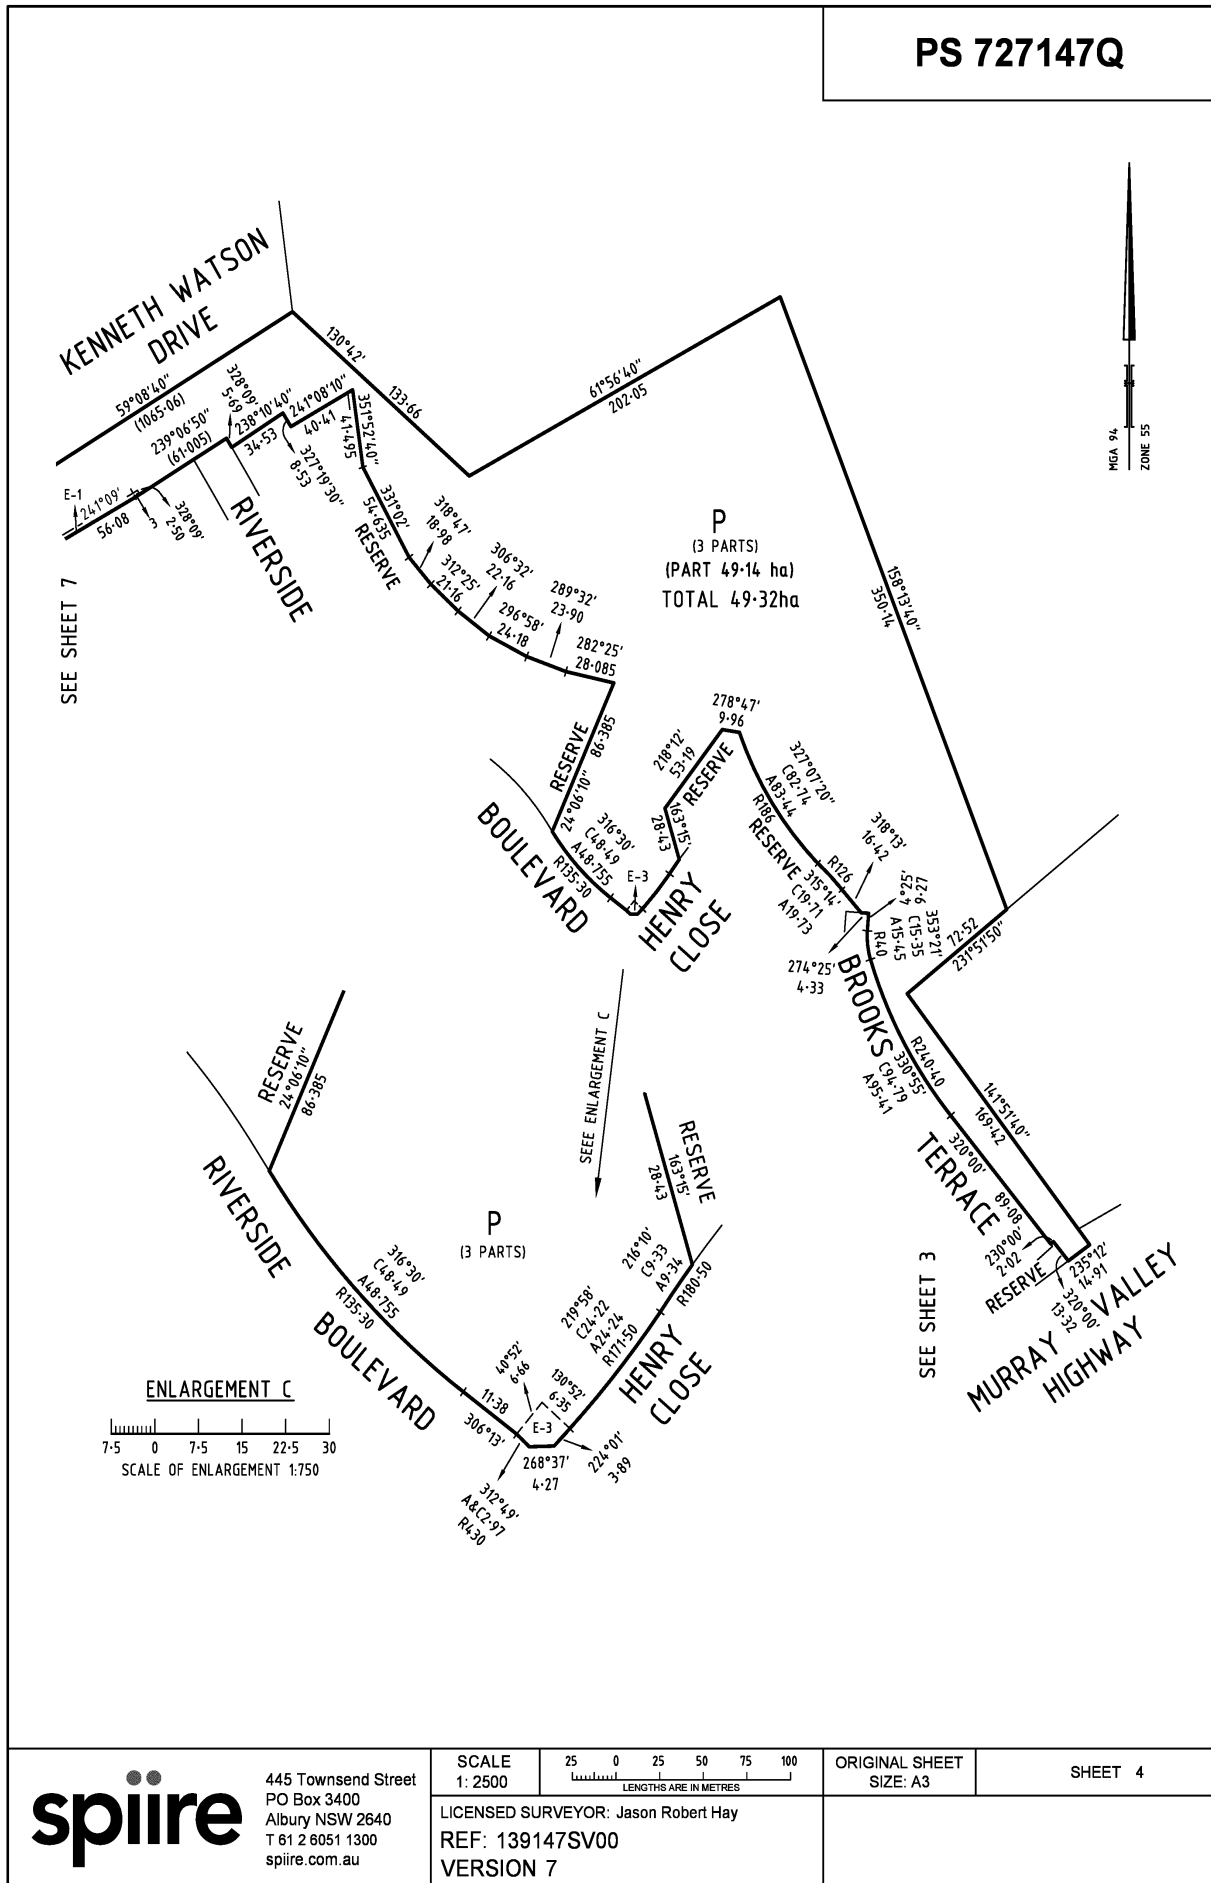 PS 727147Q
KENNETH WATSON
DRIVE
59°08'40"
(1065·06)
130°42'
133·66
61°56'40"
202·05
158°13'40"
350·14
MGA 94
ZONE 55
239°06'50"
(61·005)
328°09'
5·69
238°10'40"
34·53
241°08'10"
40·41
327°19'30"
8·53
351°52'40"
41·495
E-1
241°09'
56·08
3
328°09'
2·50
RIVERSIDE
331°02'
54·635
RESERVE
318°47'
18·98
312°25'
21·16
306°32'
22·16
296°58'
24·18
289°32'
23·90
282°25'
28·085
P
(3 PARTS)
(PART 49·14 ha)
TOTAL 49·32ha
SEE SHEET 7
RESERVE
24°06'10"
86·385
BOULEVARD
316°30'
C48·49
A48·755
R135·30
E-3
HENRY
CLOSE
163°15'
28·43
218°12'
53·19
RESERVE
278°47'
9·96
327°07'20"
C82·74
A83·44
R186
RESERVE
R126
315°14'
C19·71
A19·73
318°13'
16·42
4°25'
6·27
353°21'
C15·35
A15·45
R40
274°25'
4·33
72·52
231°51'50"
BROOKS
TERRACE
R240·40
330°55'
C94·79
A95·41
141°51'40"
169·42
320°00'
89·08
230°00'
2·02
RESERVE
235°12'
14·91
320°00'
13·32
MURRAY VALLEY
HIGHWAY
SEE SHEET 3
SEEE ENLARGEMENT C
RESERVE
24°06'10"
86·385
RIVERSIDE
BOULEVARD
P
(3 PARTS)
316°30'
C48·49
A48·755
R135·30
RESERVE
163°15'
28·43
216°10'
C9·33
A9·34
R180·50
219°58'
C24·22
A24·24
R171·50
HENRY
CLOSE
40°52'
6·66
130°52'
6·35
E-3
11·38
306°13'
268°37'
4·27
224°01'
3·89
312°49'
A&C2·97
R430
ENLARGEMENT C
7·5 0 7·5 15 22·5 30
SCALE OF ENLARGEMENT 1:750
spiire
445 Townsend Street
PO Box 3400
Albury NSW 2640
T 61 2 6051 1300
spiire.com.au
SCALE
1: 2500
25 0 25 50 75 100
LENGTHS ARE IN METRES
ORIGINAL SHEET
SIZE: A3
SHEET 4
LICENSED SURVEYOR: Jason Robert Hay
REF: 139147SV00
VERSION 7